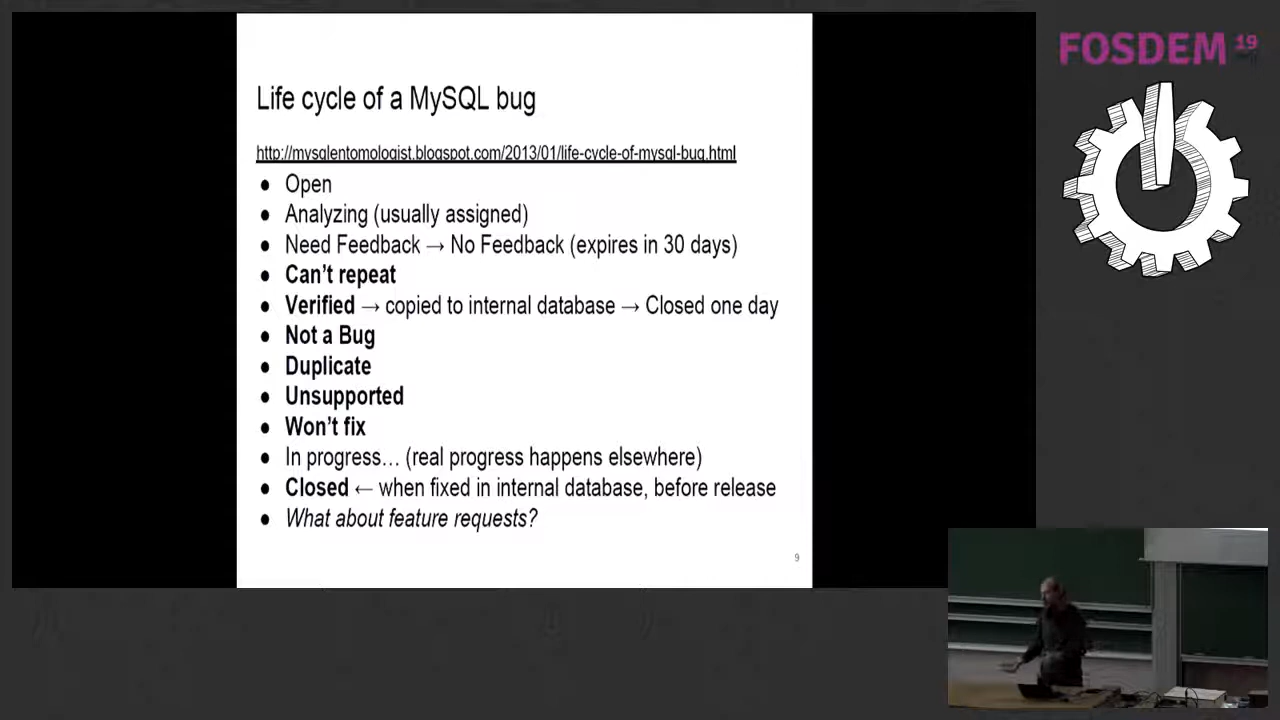 FOSDEM 19
Life cycle of a MySQL bug
http://mysqlentomologist.blogspot.com/2013/01/life-cycle-of-mysql-bug.html
● Open
● Analyzing (usually assigned)
● Need Feedback → No Feedback (expires in 30 days)
● Can't repeat
● Verified → copied to internal database → Closed one day
● Not a Bug
● Duplicate
● Unsupported
● Won't fix
● In progress… (real progress happens elsewhere)
● Closed ← when fixed in internal database, before release
● What about feature requests?
9